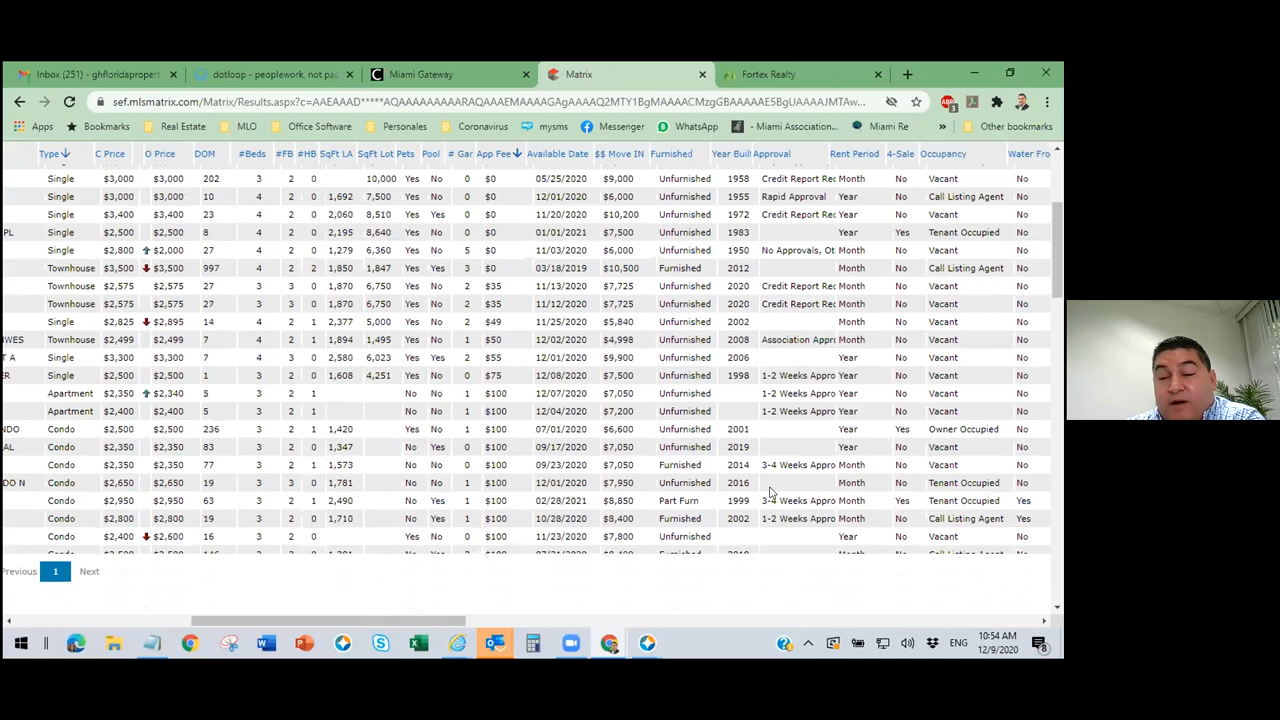 Inbox (251) - ghfloridapropert × dotloop - peoplework, not pa × Miami Gateway × Matrix × Fortex Realty × +
sef.mlsmatrix.com/Matrix/Results.aspx?c=AAEAAAD*****AQAAAAAAAAARAQAAAEMAAAAGAgAAAAQ2MTY1BgMAAAACMzgGBAAAAAE5BgUAAAAJMTAw...
Apps Bookmarks Real Estate MLO Office Software Personales Coronavirus mysms Messenger WhatsApp - Miami Association... Miami Re » Other bookmarks
Type C Price O Price DOM #Beds #FB #HB SqFt LA SqFt Lot Pets Pool # Gar App Fee Available Date $$ Move IN Furnished Year Built Approval Rent Period 4-Sale Occupancy Water Fro
Single $3,000 $3,000 202 3 2 0 10,000 Yes No 0 $0 05/25/2020 $9,000 Unfurnished 1958 Credit Report Rec Month No Vacant No
Single $3,000 $3,000 10 4 2 0 1,692 7,500 Yes No 0 $0 12/01/2020 $6,000 Unfurnished 1955 Rapid Approval Year No Call Listing Agent No
Single $3,400 $3,400 23 4 2 0 2,060 8,510 Yes Yes 0 $0 11/20/2020 $10,200 Unfurnished 1972 Credit Report Rec Month No Vacant No
PL Single $2,500 $2,500 8 4 2 0 2,195 8,640 Yes No 0 $0 01/01/2021 $7,500 Unfurnished 1983 Year Yes Tenant Occupied No
Single $2,800 $2,000 27 4 2 0 1,279 6,360 Yes No 5 $0 11/03/2020 $6,000 Unfurnished 1950 No Approvals, Ot Month No Vacant No
Townhouse $3,500 $3,500 997 4 2 2 1,850 1,847 Yes Yes 3 $0 03/18/2019 $10,500 Furnished 2012 Month No Call Listing Agent No
Townhouse $2,575 $2,575 27 4 3 0 1,870 6,750 Yes No 2 $35 11/13/2020 $7,725 Unfurnished 2020 Credit Report Rec Month No Vacant No
Townhouse $2,575 $2,575 27 3 3 0 1,870 6,750 Yes No 2 $35 11/12/2020 $7,725 Unfurnished 2020 Credit Report Rec Month No Vacant No
Single $2,825 $2,895 14 4 2 1 2,377 5,000 Yes No 2 $49 11/25/2020 $5,840 Unfurnished 2002 Month No Vacant No
NWES Townhouse $2,499 $2,499 7 4 2 1 1,894 1,495 Yes No 1 $50 12/02/2020 $4,998 Unfurnished 2008 Association Appr Month No Vacant No
T A Single $3,300 $3,300 7 4 3 0 2,580 6,023 Yes Yes 2 $55 12/01/2020 $9,900 Unfurnished 2006 Year No Vacant No
ER Single $2,500 $2,500 1 3 2 0 1,608 4,251 Yes No 0 $75 12/08/2020 $7,500 Unfurnished 1998 1-2 Weeks Appro Year No Vacant No
Apartment $2,350 $2,340 5 3 2 1 No No 1 $100 12/07/2020 $7,050 Unfurnished 1-2 Weeks Appro Year No Vacant No
Apartment $2,400 $2,400 5 3 2 1 No No 1 $100 12/04/2020 $7,200 Unfurnished 1-2 Weeks Appro Year No Vacant No
NDO Condo $2,500 $2,500 236 3 2 1 1,420 Yes No 0 $100 07/01/2020 $6,600 Unfurnished 2001 Year Yes Owner Occupied No
AL Condo $2,350 $2,350 83 3 2 0 1,347 No Yes 0 $100 09/17/2020 $7,050 Unfurnished 2019 Year No Vacant No
Condo $2,350 $2,350 77 3 2 1 1,573 No No 0 $100 09/23/2020 $7,050 Furnished 2014 3-4 Weeks Appro Month No Vacant No
DO N Condo $2,650 $2,650 19 3 3 0 1,781 No No 1 $100 12/01/2020 $7,950 Unfurnished 2016 Month No Tenant Occupied No
Condo $2,950 $2,950 63 3 2 1 2,490 No Yes 1 $100 02/28/2021 $8,850 Part Furn 1999 3-4 Weeks Appro Month Yes Tenant Occupied Yes
Condo $2,800 $2,800 19 3 2 0 1,710 No Yes 1 $100 10/28/2020 $8,400 Furnished 2002 1-2 Weeks Appro Month No Call Listing Agent Yes
Condo $2,400 $2,600 16 3 2 0 Yes No 0 $100 11/23/2020 $7,800 Unfurnished Month No Vacant No
Previous 1 Next
ENG 10:54 AM
12/9/2020 8